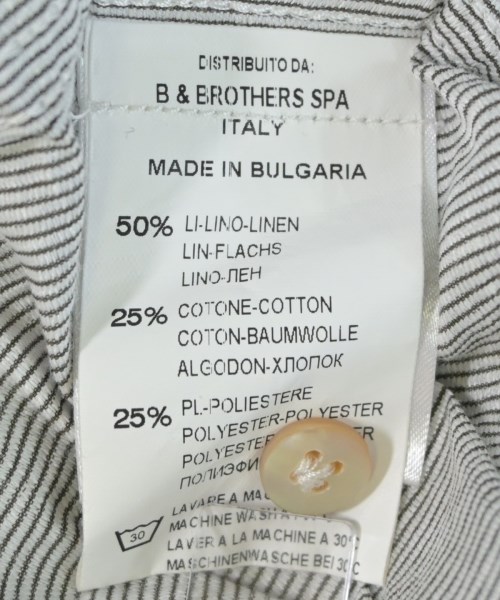 DISTRIBUITO DA:
B & BROTHERS SPA
ITALY
MADE IN BULGARIA
50% LI-LINO-LINEN
LIN-FLACHS
LINO-ЛЕН
25% COTONE-COTTON
COTON-BAUMWOLLE
ALGODON-ХЛОПОК
25% PL-POLIESTERE
POLYESTER-POLYESTER
POLYESTER
LAVARE A
30 MACHINE WASH
LAVER A LA MACHINE A 30°
MASCHINENWASCHE BEI 30°